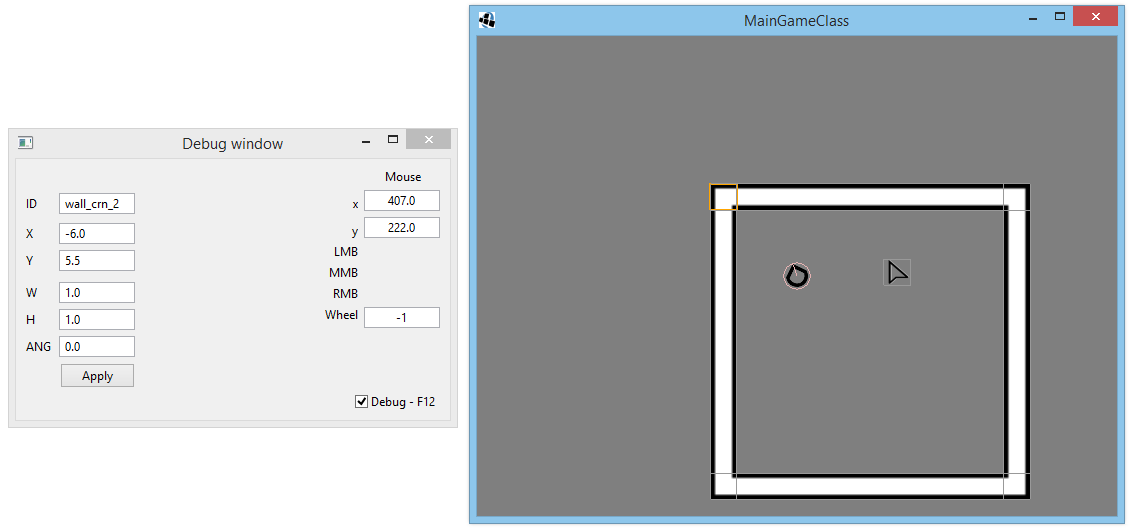 MainGameClass
Debug window
Mouse
ID wall_crn_2 x 407.0
X -6.0 y 222.0
Y 5.5 LMB
MMB
W 1.0 RMB
H 1.0 Wheel -1
ANG 0.0
Apply
Debug - F12